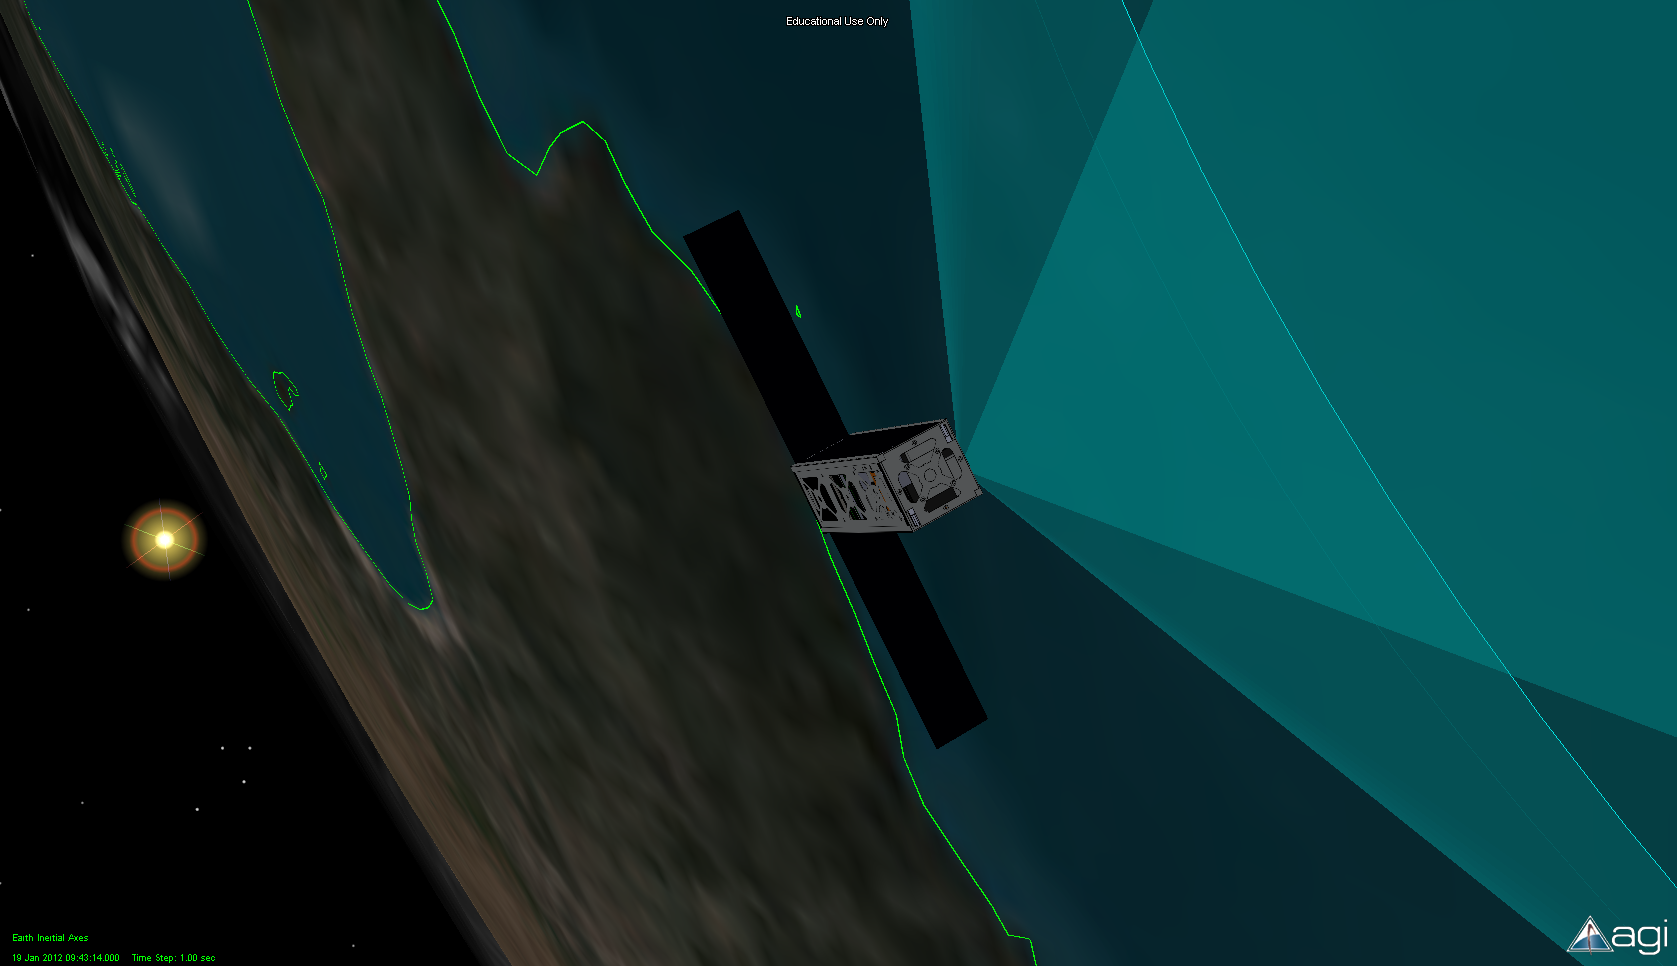 Educational Use Only
Earth Inertial Axes
19 Jan 2012 09:43:14.000 Time Step: 1.00 sec
agi